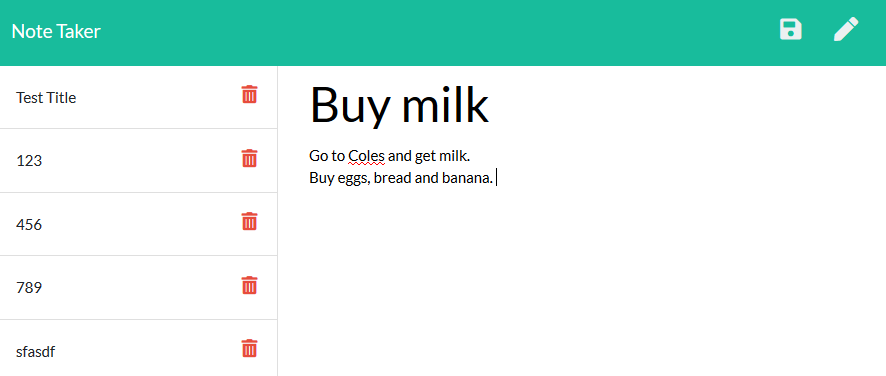 Note Taker
Test Title
123
456
789
sfasdf
Buy milk
Go to Coles and get milk.
Buy eggs, bread and banana.